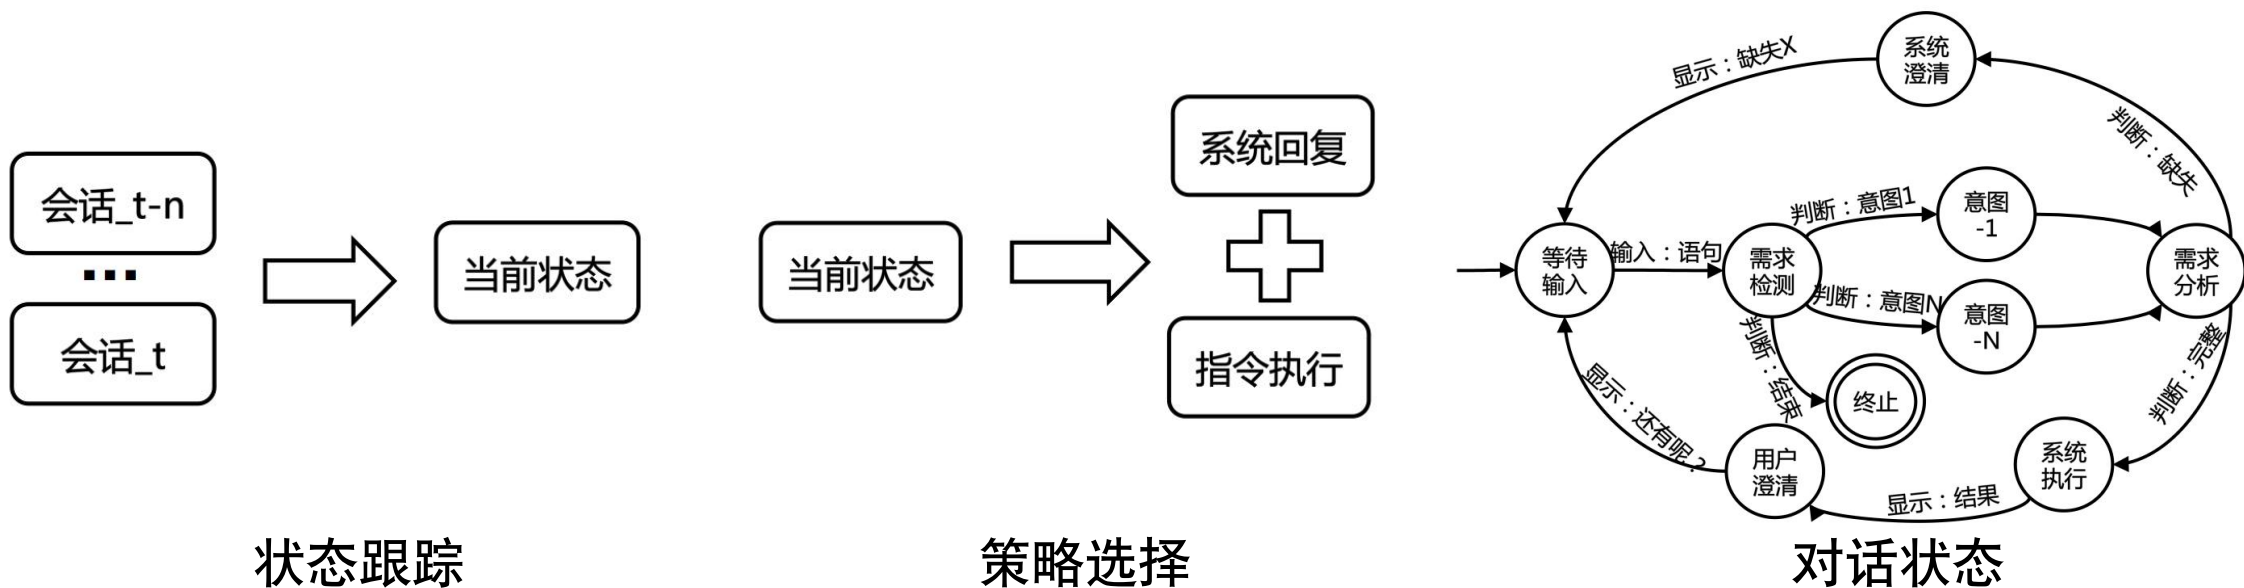 会话_t-n
...
会话_t
当前状态
状态跟踪
当前状态
系统回复
指令执行
策略选择
系统
澄清
显示：缺失X
判断：缺失
等待
输入
输入：语句
需求
检测
判断：意图1
意图
-1
判断：意图N
意图
-N
需求
分析
判断：结束
终止
判断：完整
系统
执行
显示：结果
用户
澄清
显示：还有呢？
对话状态